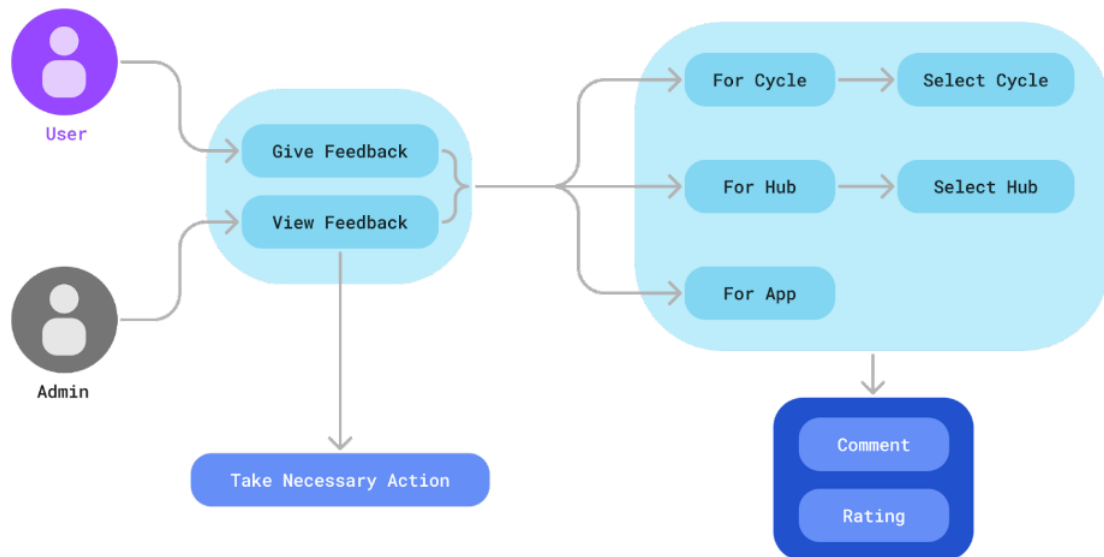 User
Admin
Give Feedback
View Feedback
Take Necessary Action
For Cycle
Select Cycle
For Hub
Select Hub
For App
Comment
Rating